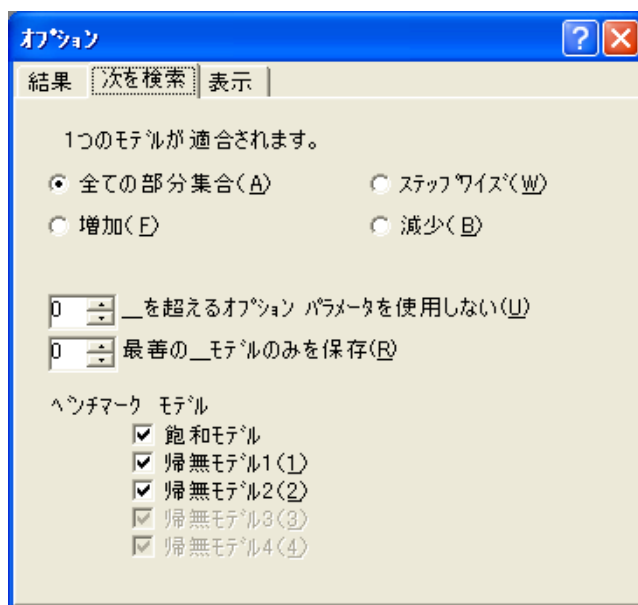 オプション
結果 次を検索 表示
1つのモデルが適合されます。
全ての部分集合(A) ステップワイズ(W)
増加(F) 減少(B)
0 __を超えるオプション パラメータを使用しない(U)
0 最善の__モデルのみを保存(R)
ベンチマーク モデル
飽和モデル
帰無モデル1(1)
帰無モデル2(2)
帰無モデル3(3)
帰無モデル4(4)